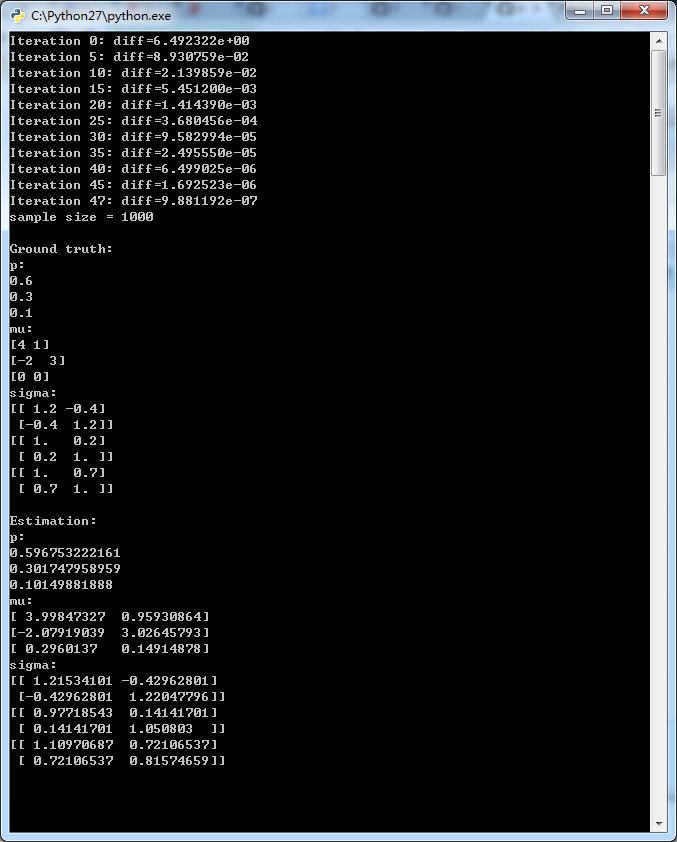 C:\Python27\python.exe
Iteration 0: diff=6.492322e+00
Iteration 5: diff=8.930759e-02
Iteration 10: diff=2.139859e-02
Iteration 15: diff=5.451200e-03
Iteration 20: diff=1.414390e-03
Iteration 25: diff=3.680456e-04
Iteration 30: diff=9.582994e-05
Iteration 35: diff=2.495550e-05
Iteration 40: diff=6.499025e-06
Iteration 45: diff=1.692523e-06
Iteration 47: diff=9.881192e-07
sample size = 1000
Ground truth:
p:
0.6
0.3
0.1
mu:
[4 1]
[-2  3]
[0 0]
sigma:
[[ 1.2 -0.4]
 [-0.4  1.2]]
[[ 1.   0.2]
 [ 0.2  1. ]]
[[ 1.   0.7]
 [ 0.7  1. ]]
Estimation:
p:
0.596753222161
0.301747958959
0.10149881888
mu:
[ 3.99847327  0.95930864]
[-2.07919039  3.02645793]
[ 0.2960137   0.14914878]
sigma:
[[ 1.21534101 -0.42962801]
 [-0.42962801  1.22047796]]
[[ 0.97718543  0.14141701]
 [ 0.14141701  1.050803  ]]
[[ 1.10970687  0.72106537]
 [ 0.72106537  0.81574659]]